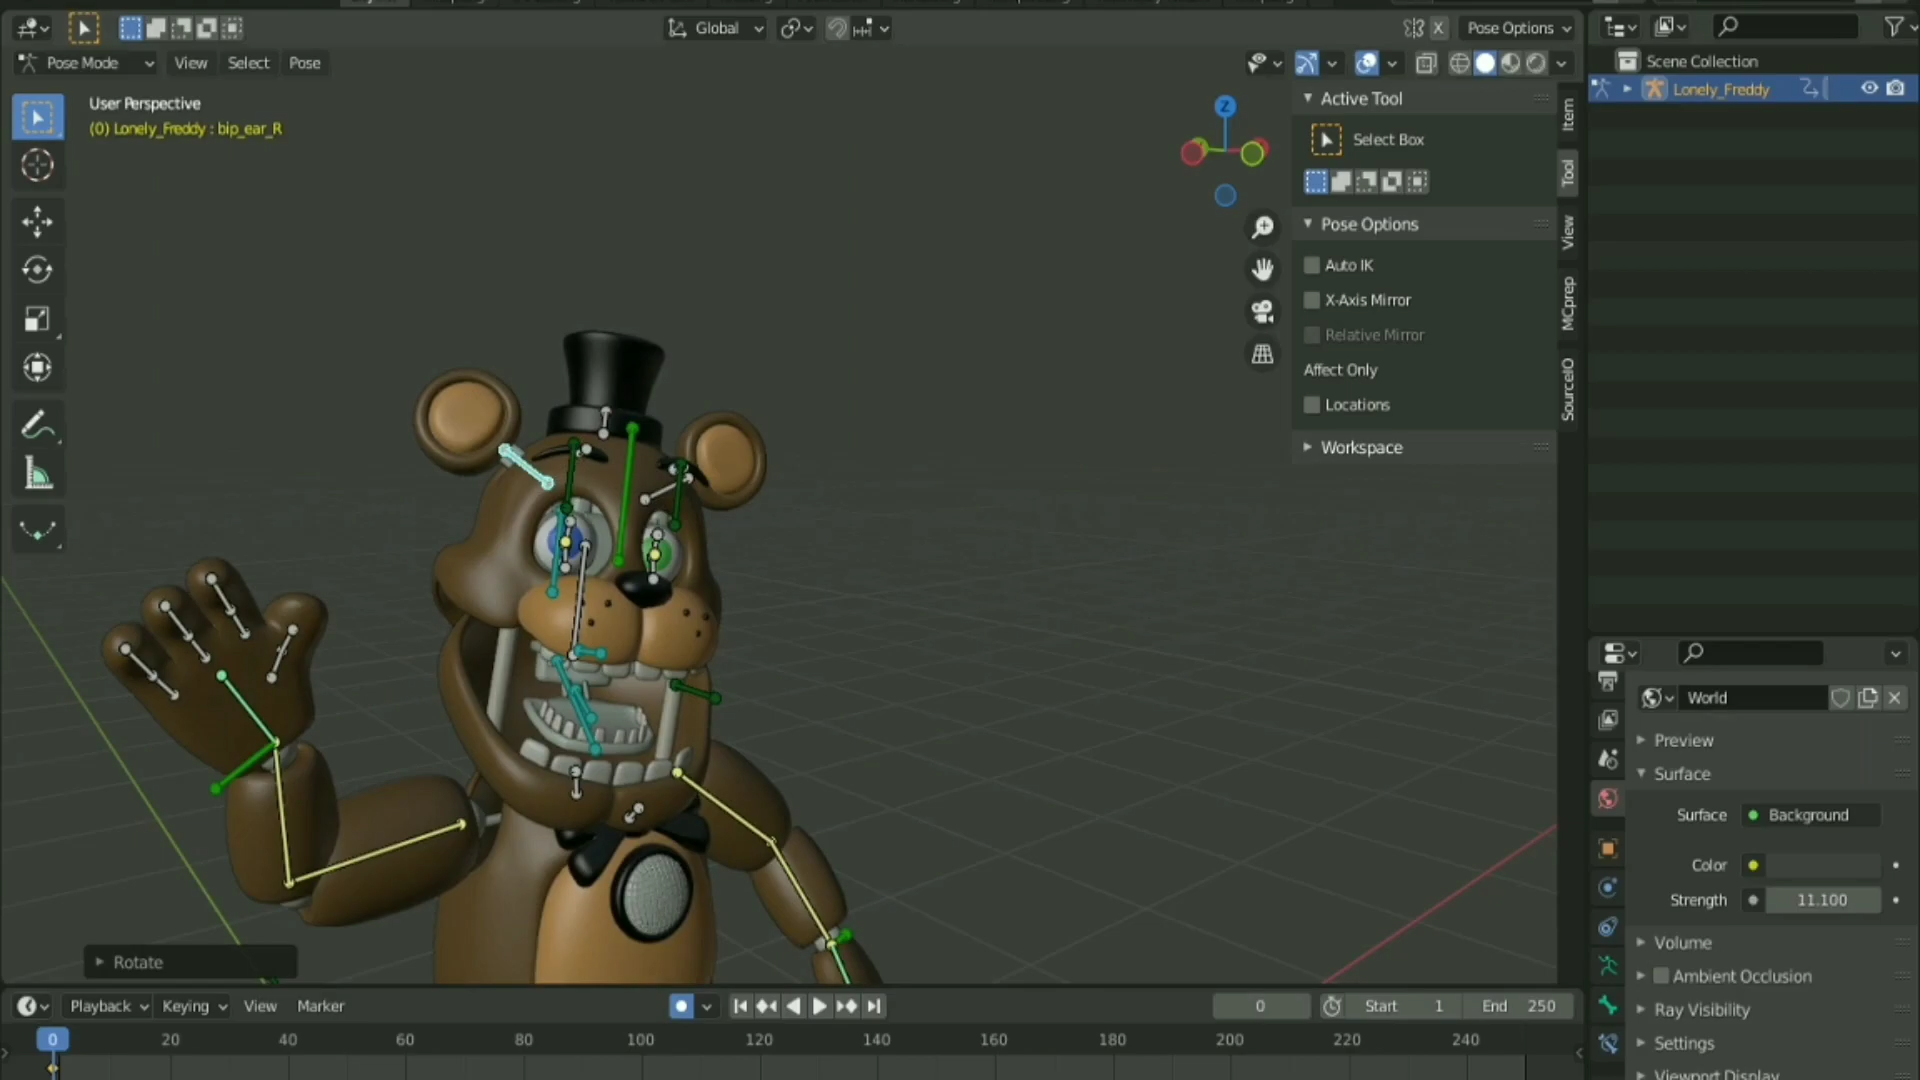 Global
Pose Options
Pose Mode
View
Select
Pose
User Perspective
(0) Lonely_Freddy : bip_ear_R
Z
X
Active Tool
Select Box
Pose Options
Auto IK
X-Axis Mirror
Relative Mirror
Affect Only
Locations
Workspace
Item
Tool
View
MCprep
SourceIO
Scene Collection
Lonely_Freddy
World
Preview
Surface
Surface
Background
Color
Strength
11.100
Volume
Ambient Occlusion
Ray Visibility
Settings
Viewport Display
Rotate
Playback
Keying
View
Marker
0
Start 1
End 250
0 20 40 60 80 100 120 140 160 180 200 220 240